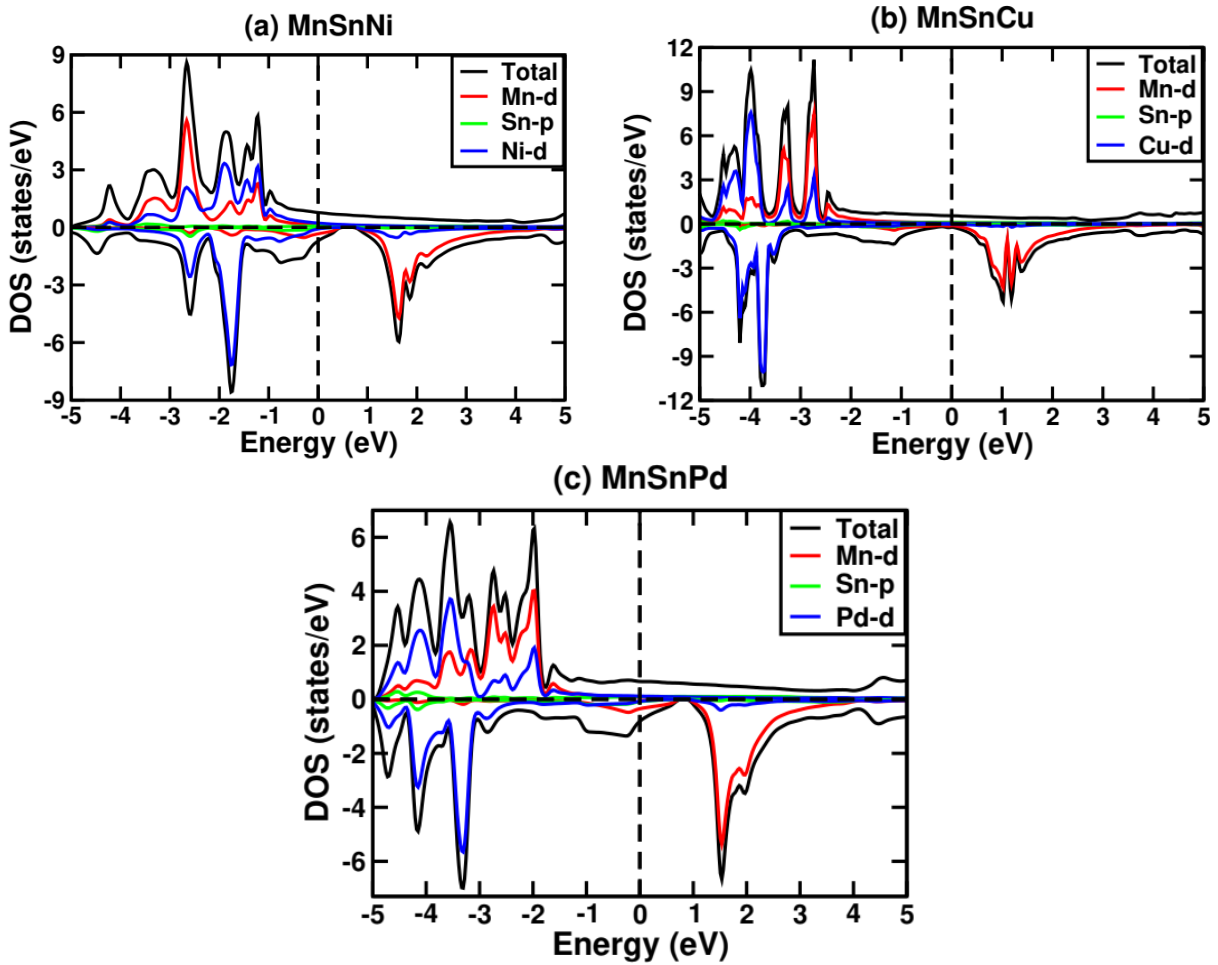 (a) MnSnNi
9
6
3
0
-3
-6
-9
DOS (states/eV)
Total
Mn-d
Sn-p
Ni-d
-5 -4 -3 -2 -1 0 1 2 3 4 5
Energy (eV)
(b) MnSnCu
12
9
6
3
0
-3
-6
-9
-12
DOS (states/eV)
Total
Mn-d
Sn-p
Cu-d
-5 -4 -3 -2 -1 0 1 2 3 4 5
Energy (eV)
(c) MnSnPd
6
4
2
0
-2
-4
-6
DOS (states/eV)
Total
Mn-d
Sn-p
Pd-d
-5 -4 -3 -2 -1 0 1 2 3 4 5
Energy (eV)